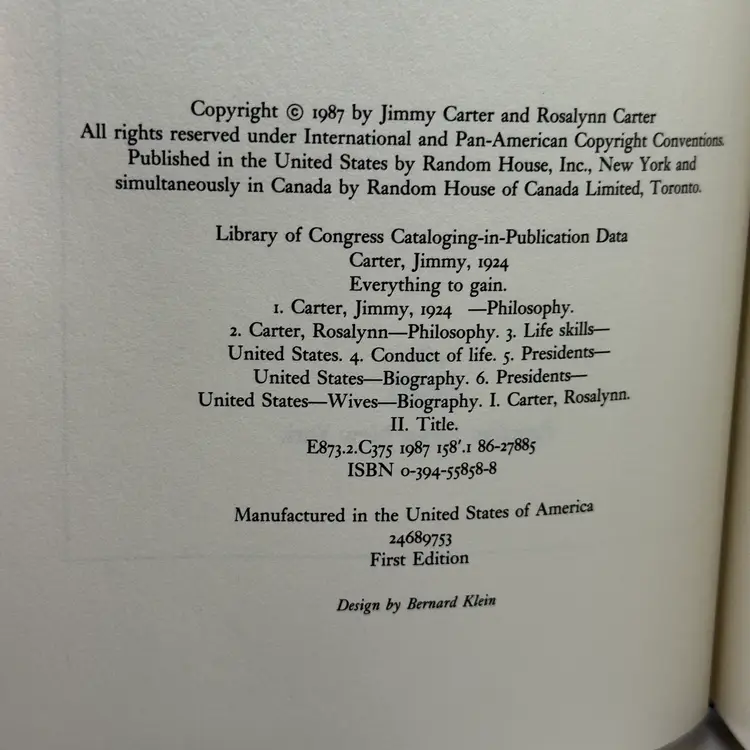 Copyright © 1987 by Jimmy Carter and Rosalynn Carter
All rights reserved under International and Pan-American Copyright Conventions.
Published in the United States by Random House, Inc., New York and
simultaneously in Canada by Random House of Canada Limited, Toronto.
Library of Congress Cataloging-in-Publication Data
Carter, Jimmy, 1924
Everything to gain.
1. Carter, Jimmy, 1924 —Philosophy.
2. Carter, Rosalynn—Philosophy. 3. Life skills—
United States. 4. Conduct of life. 5. Presidents—
United States—Biography. 6. Presidents—
United States—Wives—Biography. I. Carter, Rosalynn.
II. Title.
E873.2.C375 1987 158'.1 86-27885
ISBN 0-394-55858-8
Manufactured in the United States of America
24689753
First Edition
Design by Bernard Klein